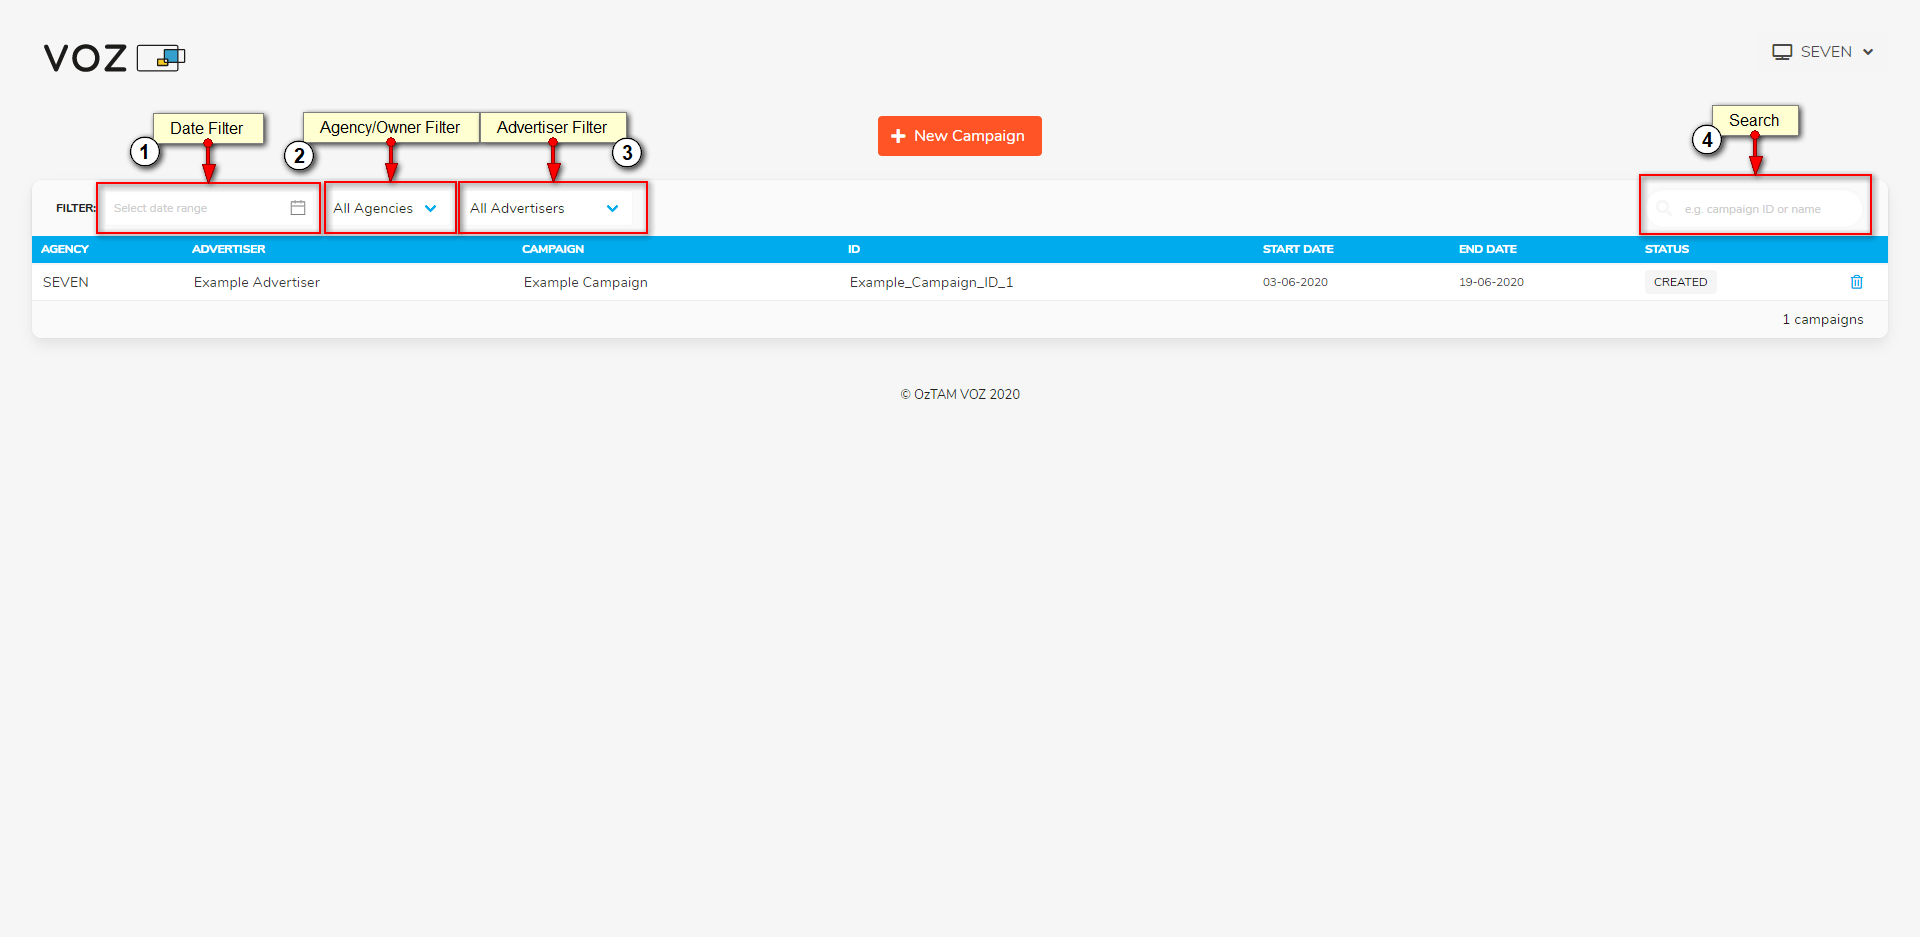 VOZ
SEVEN
Date Filter
Agency/Owner Filter
Advertiser Filter
Search
1
2
3
4
New Campaign
FILTER:
Select date range
All Agencies
All Advertisers
e.g. campaign ID or name
AGENCY ADVERTISER CAMPAIGN ID START DATE END DATE STATUS
SEVEN Example Advertiser Example Campaign Example_Campaign_ID_1 03-06-2020 19-06-2020 CREATED
1 campaigns
© OzTAM VOZ 2020